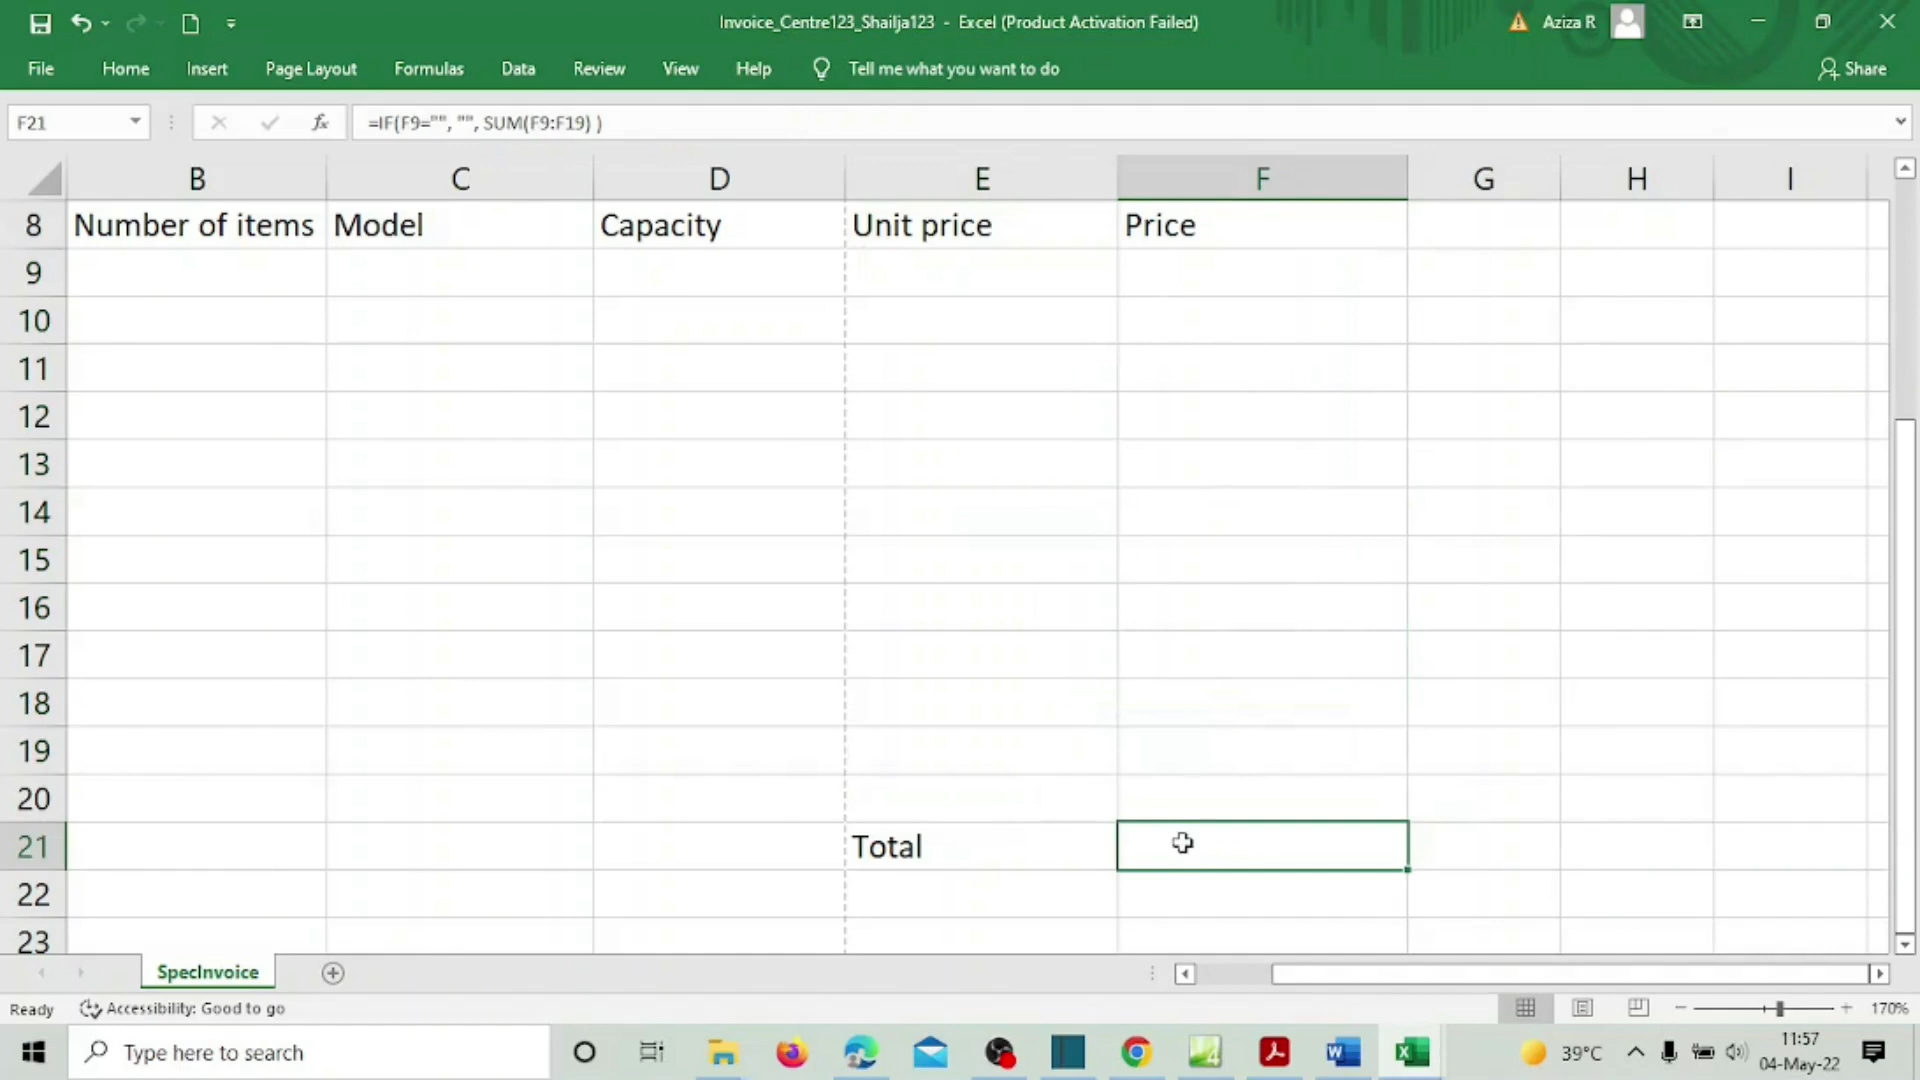 Invoice_Centre123_Shailja123 - Excel (Product Activation Failed)
Aziza R
File Home Insert Page Layout Formulas Data Review View Help Tell me what you want to do Share
F21 fx =IF(F9="", "", SUM(F9:F19) )
B C D E F G H I
8 Number of items Model Capacity Unit price Price
9
10
11
12
13
14
15
16
17
18
19
20
21 Total
22
23
SpecInvoice
Ready Accessibility: Good to go 170%
Type here to search 39°C 11:57
04-May-22